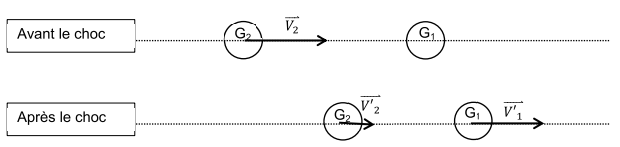 Avant le choc G₂ V₂ G₁
Après le choc G₂ V'₂ G₁ V'₁